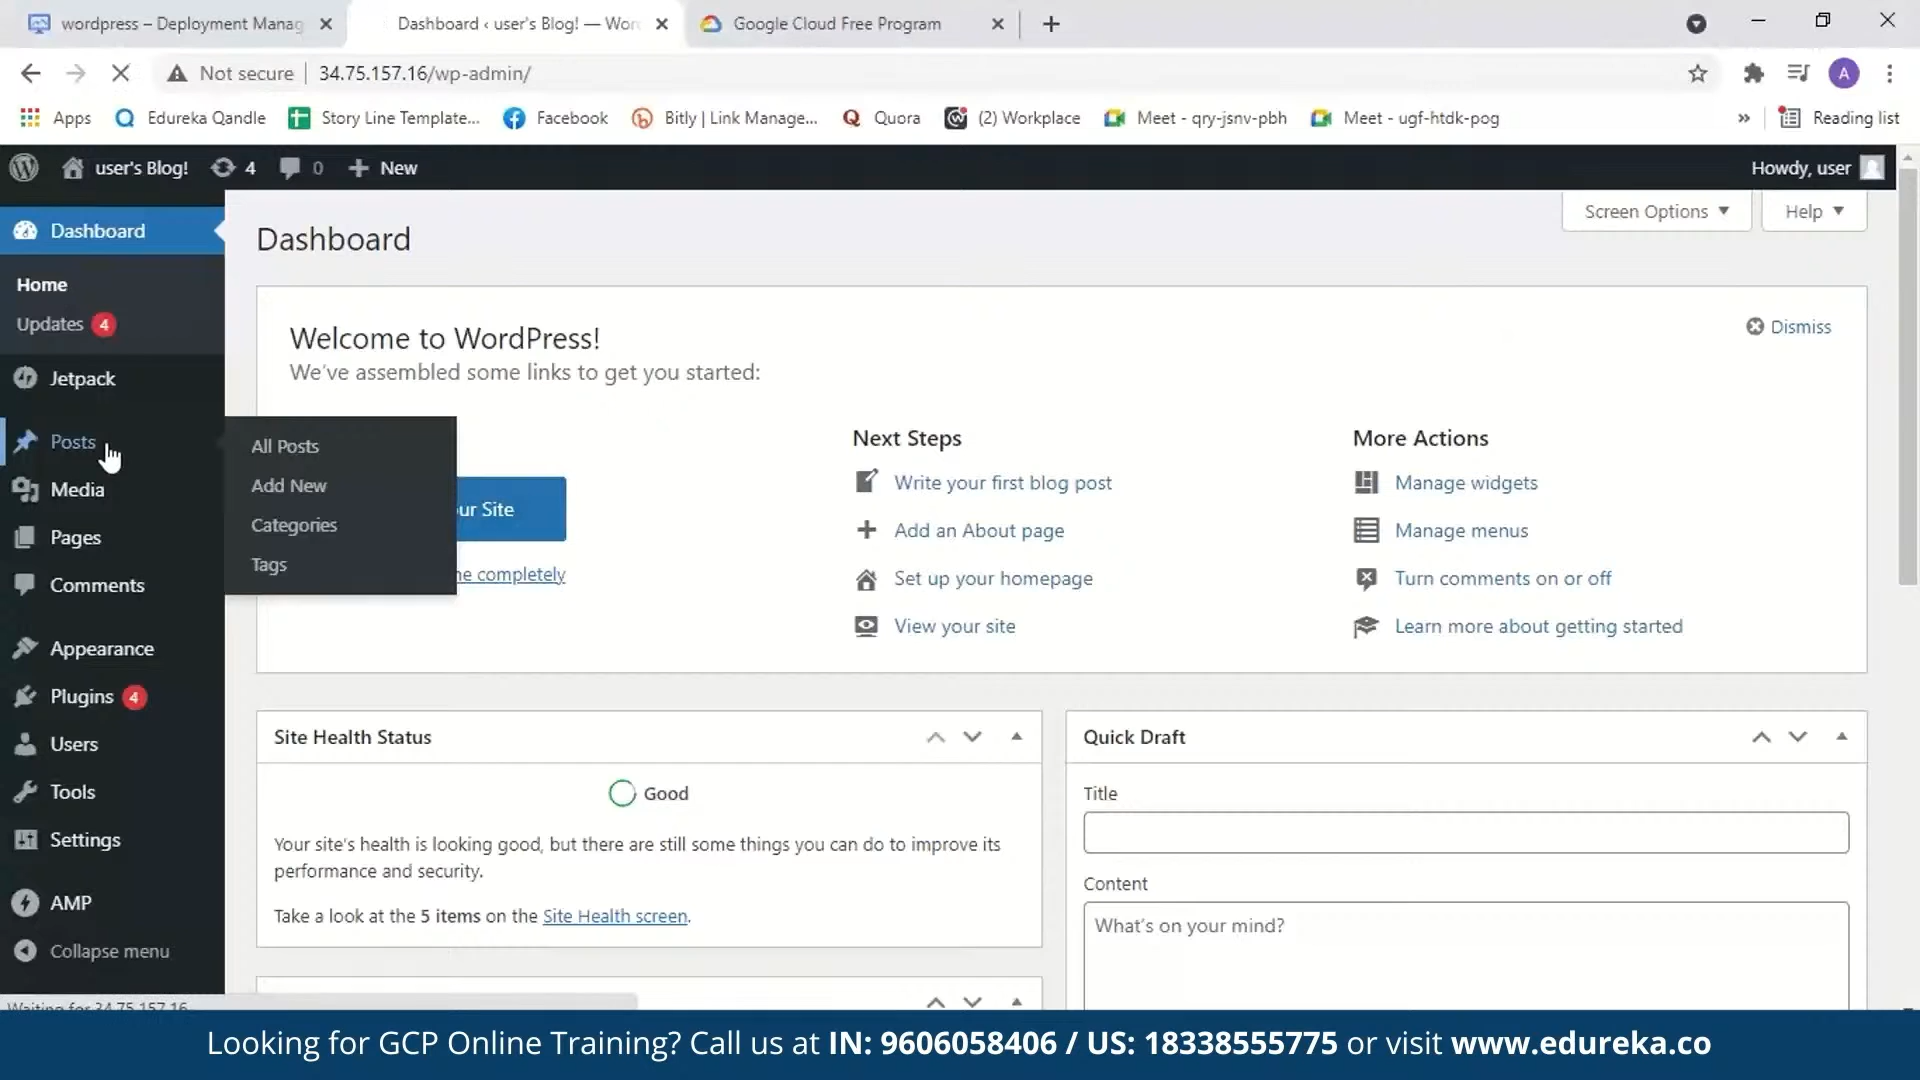 wordpress – Deployment Manag
Dashboard ‹ user's Blog! — Wor
Google Cloud Free Program
Not secure
34.75.157.16/wp-admin/
A
Apps
Edureka Qandle
Story Line Template...
Facebook
Bitly | Link Manage...
Quora
(2) Workplace
Meet - qry-jsnv-pbh
Meet - ugf-htdk-pog
»
Reading list
user's Blog!
4
0
New
Howdy, user
Dashboard
Home
Updates 4
Jetpack
Posts
Media
Pages
Comments
Appearance
Plugins 4
Users
Tools
Settings
AMP
Collapse menu
All Posts
Add New
Categories
Tags
Screen Options
Help
Dashboard
Welcome to WordPress!
We've assembled some links to get you started:
Dismiss
our Site
me completely
Next Steps
Write your first blog post
Add an About page
Set up your homepage
View your site
More Actions
Manage widgets
Manage menus
Turn comments on or off
Learn more about getting started
Site Health Status
Good
Your site's health is looking good, but there are still some things you can do to improve its
performance and security.
Take a look at the 5 items on the Site Health screen.
Quick Draft
Title
Content
What's on your mind?
Waiting for 34.75.157.16
Looking for GCP Online Training? Call us at IN: 9606058406 / US: 18338555775 or visit www.edureka.co